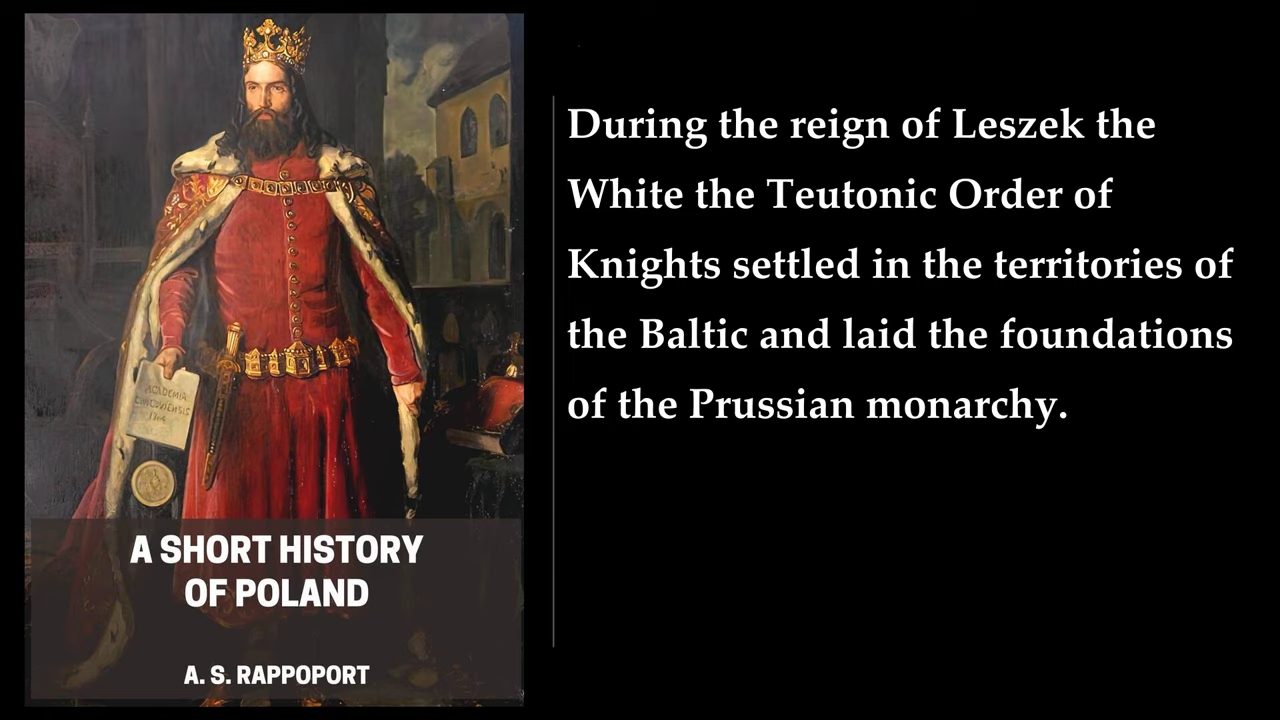 During the reign of Leszek the
White the Teutonic Order of
Knights settled in the territories of
the Baltic and laid the foundations
of the Prussian monarchy.
ACADEMIA
A SHORT HISTORY
OF POLAND
A. S. RAPPOPORT